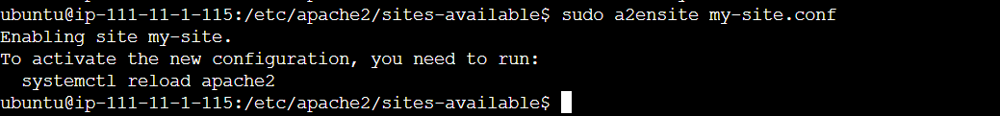 ubuntu@ip-111-11-1-115:/etc/apache2/sites-available$ sudo a2ensite my-site.conf
Enabling site my-site.
To activate the new configuration, you need to run:
  systemctl reload apache2
ubuntu@ip-111-11-1-115:/etc/apache2/sites-available$